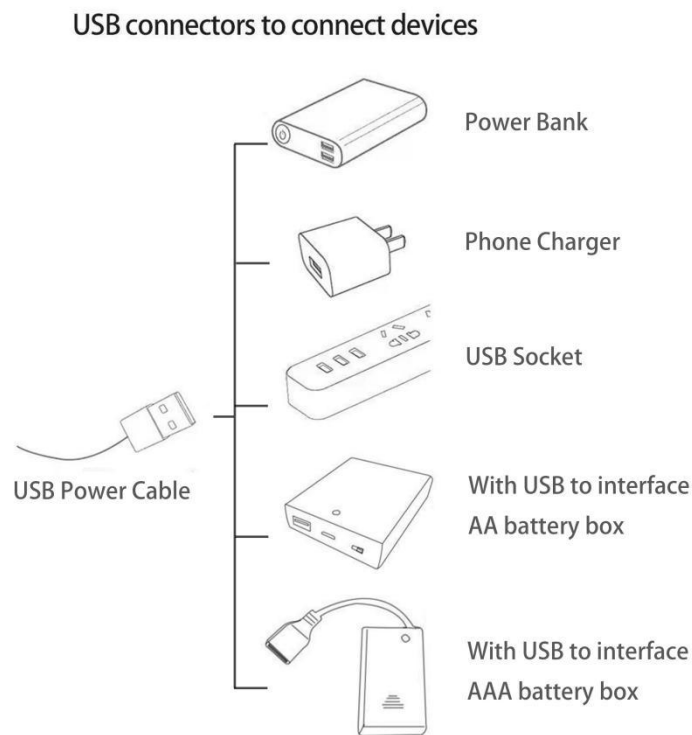 USB connectors to connect devices
Power Bank
Phone Charger
USB Socket
USB Power Cable
With USB to interface
AA battery box
With USB to interface
AAA battery box